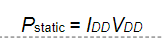 Pstatic = IDDVDD